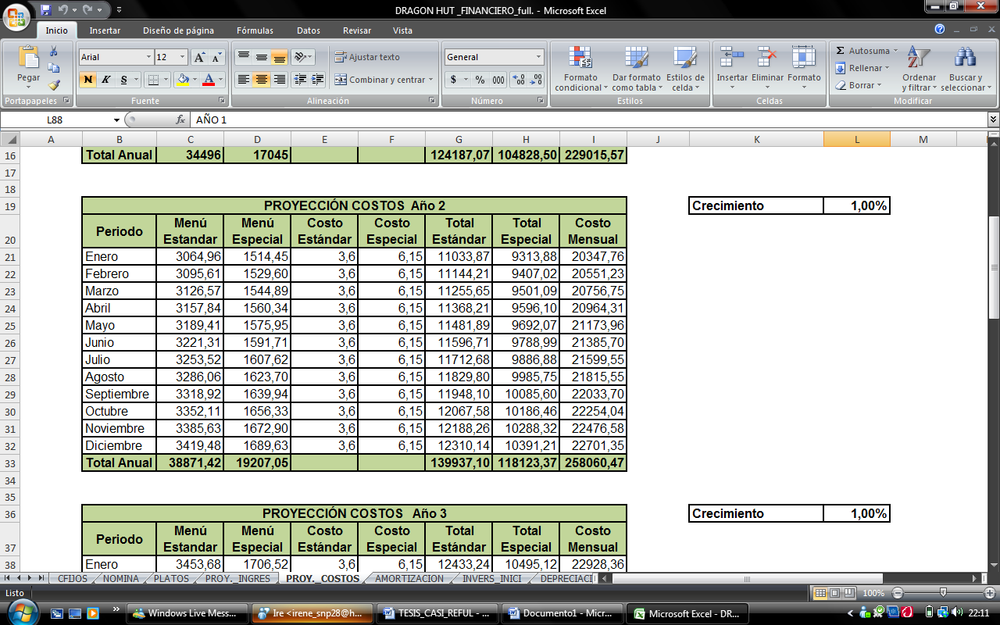 DRAGON HUT _FINANCIERO_full. - Microsoft Excel
Inicio Insertar Diseño de página Fórmulas Datos Revisar Vista
Pegar
Portapapeles
Arial 12
N K S
Fuente
Ajustar texto
Combinar y centrar
Alineación
General
$ % 000
Número
Formato condicional
Dar formato como tabla
Estilos de celda
Estilos
Insertar Eliminar Formato
Celdas
Autosuma
Rellenar
Borrar
Ordenar y filtrar
Buscar y seleccionar
Modificar
L88 fx AÑO 1
A B C D E F G H I J K L M
16 Total Anual 34496 17045 124187,07 104828,50 229015,57
17
18
19 PROYECCIÓN COSTOS Año 2 Crecimiento 1,00%
20 Periodo Menú Estandar Menú Especial Costo Estándar Costo Especial Total Estándar Total Especial Costo Mensual
21 Enero 3064,96 1514,45 3,6 6,15 11033,87 9313,88 20347,76
22 Febrero 3095,61 1529,60 3,6 6,15 11144,21 9407,02 20551,23
23 Marzo 3126,57 1544,89 3,6 6,15 11255,65 9501,09 20756,75
24 Abril 3157,84 1560,34 3,6 6,15 11368,21 9596,10 20964,31
25 Mayo 3189,41 1575,95 3,6 6,15 11481,89 9692,07 21173,96
26 Junio 3221,31 1591,71 3,6 6,15 11596,71 9788,99 21385,70
27 Julio 3253,52 1607,62 3,6 6,15 11712,68 9886,88 21599,55
28 Agosto 3286,06 1623,70 3,6 6,15 11829,80 9985,75 21815,55
29 Septiembre 3318,92 1639,94 3,6 6,15 11948,10 10085,60 22033,70
30 Octubre 3352,11 1656,33 3,6 6,15 12067,58 10186,46 22254,04
31 Noviembre 3385,63 1672,90 3,6 6,15 12188,26 10288,32 22476,58
32 Diciembre 3419,48 1689,63 3,6 6,15 12310,14 10391,21 22701,35
33 Total Anual 38871,42 19207,05 139937,10 118123,37 258060,47
34
35
36 PROYECCIÓN COSTOS Año 3 Crecimiento 1,00%
37 Periodo Menú Estandar Menú Especial Costo Estándar Costo Especial Total Estándar Total Especial Costo Mensual
38 Enero 3453,68 1706,52 3,6 6,15 12433,24 10495,12 22928,36
CFIJOS NOMINA PLATOS PROY._INGRES PROY._COSTOS AMORTIZACION INVERS_INICI DEPRECIACI
Listo 100%
Windows Live Mess... Ire <irene_snp28@h... TESIS_CASI_REFUL - ... Documento1 - Micr... Microsoft Excel - DR... 22:11